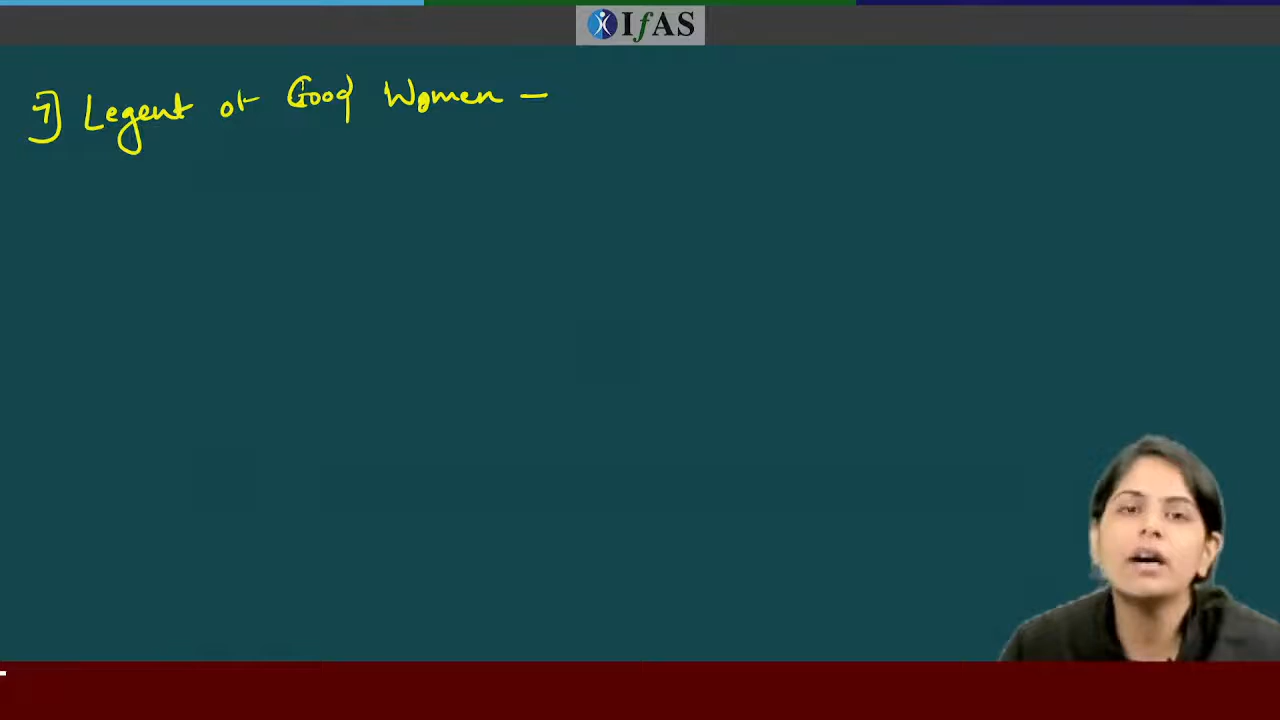 IfAS
7] Legent of Good Women –